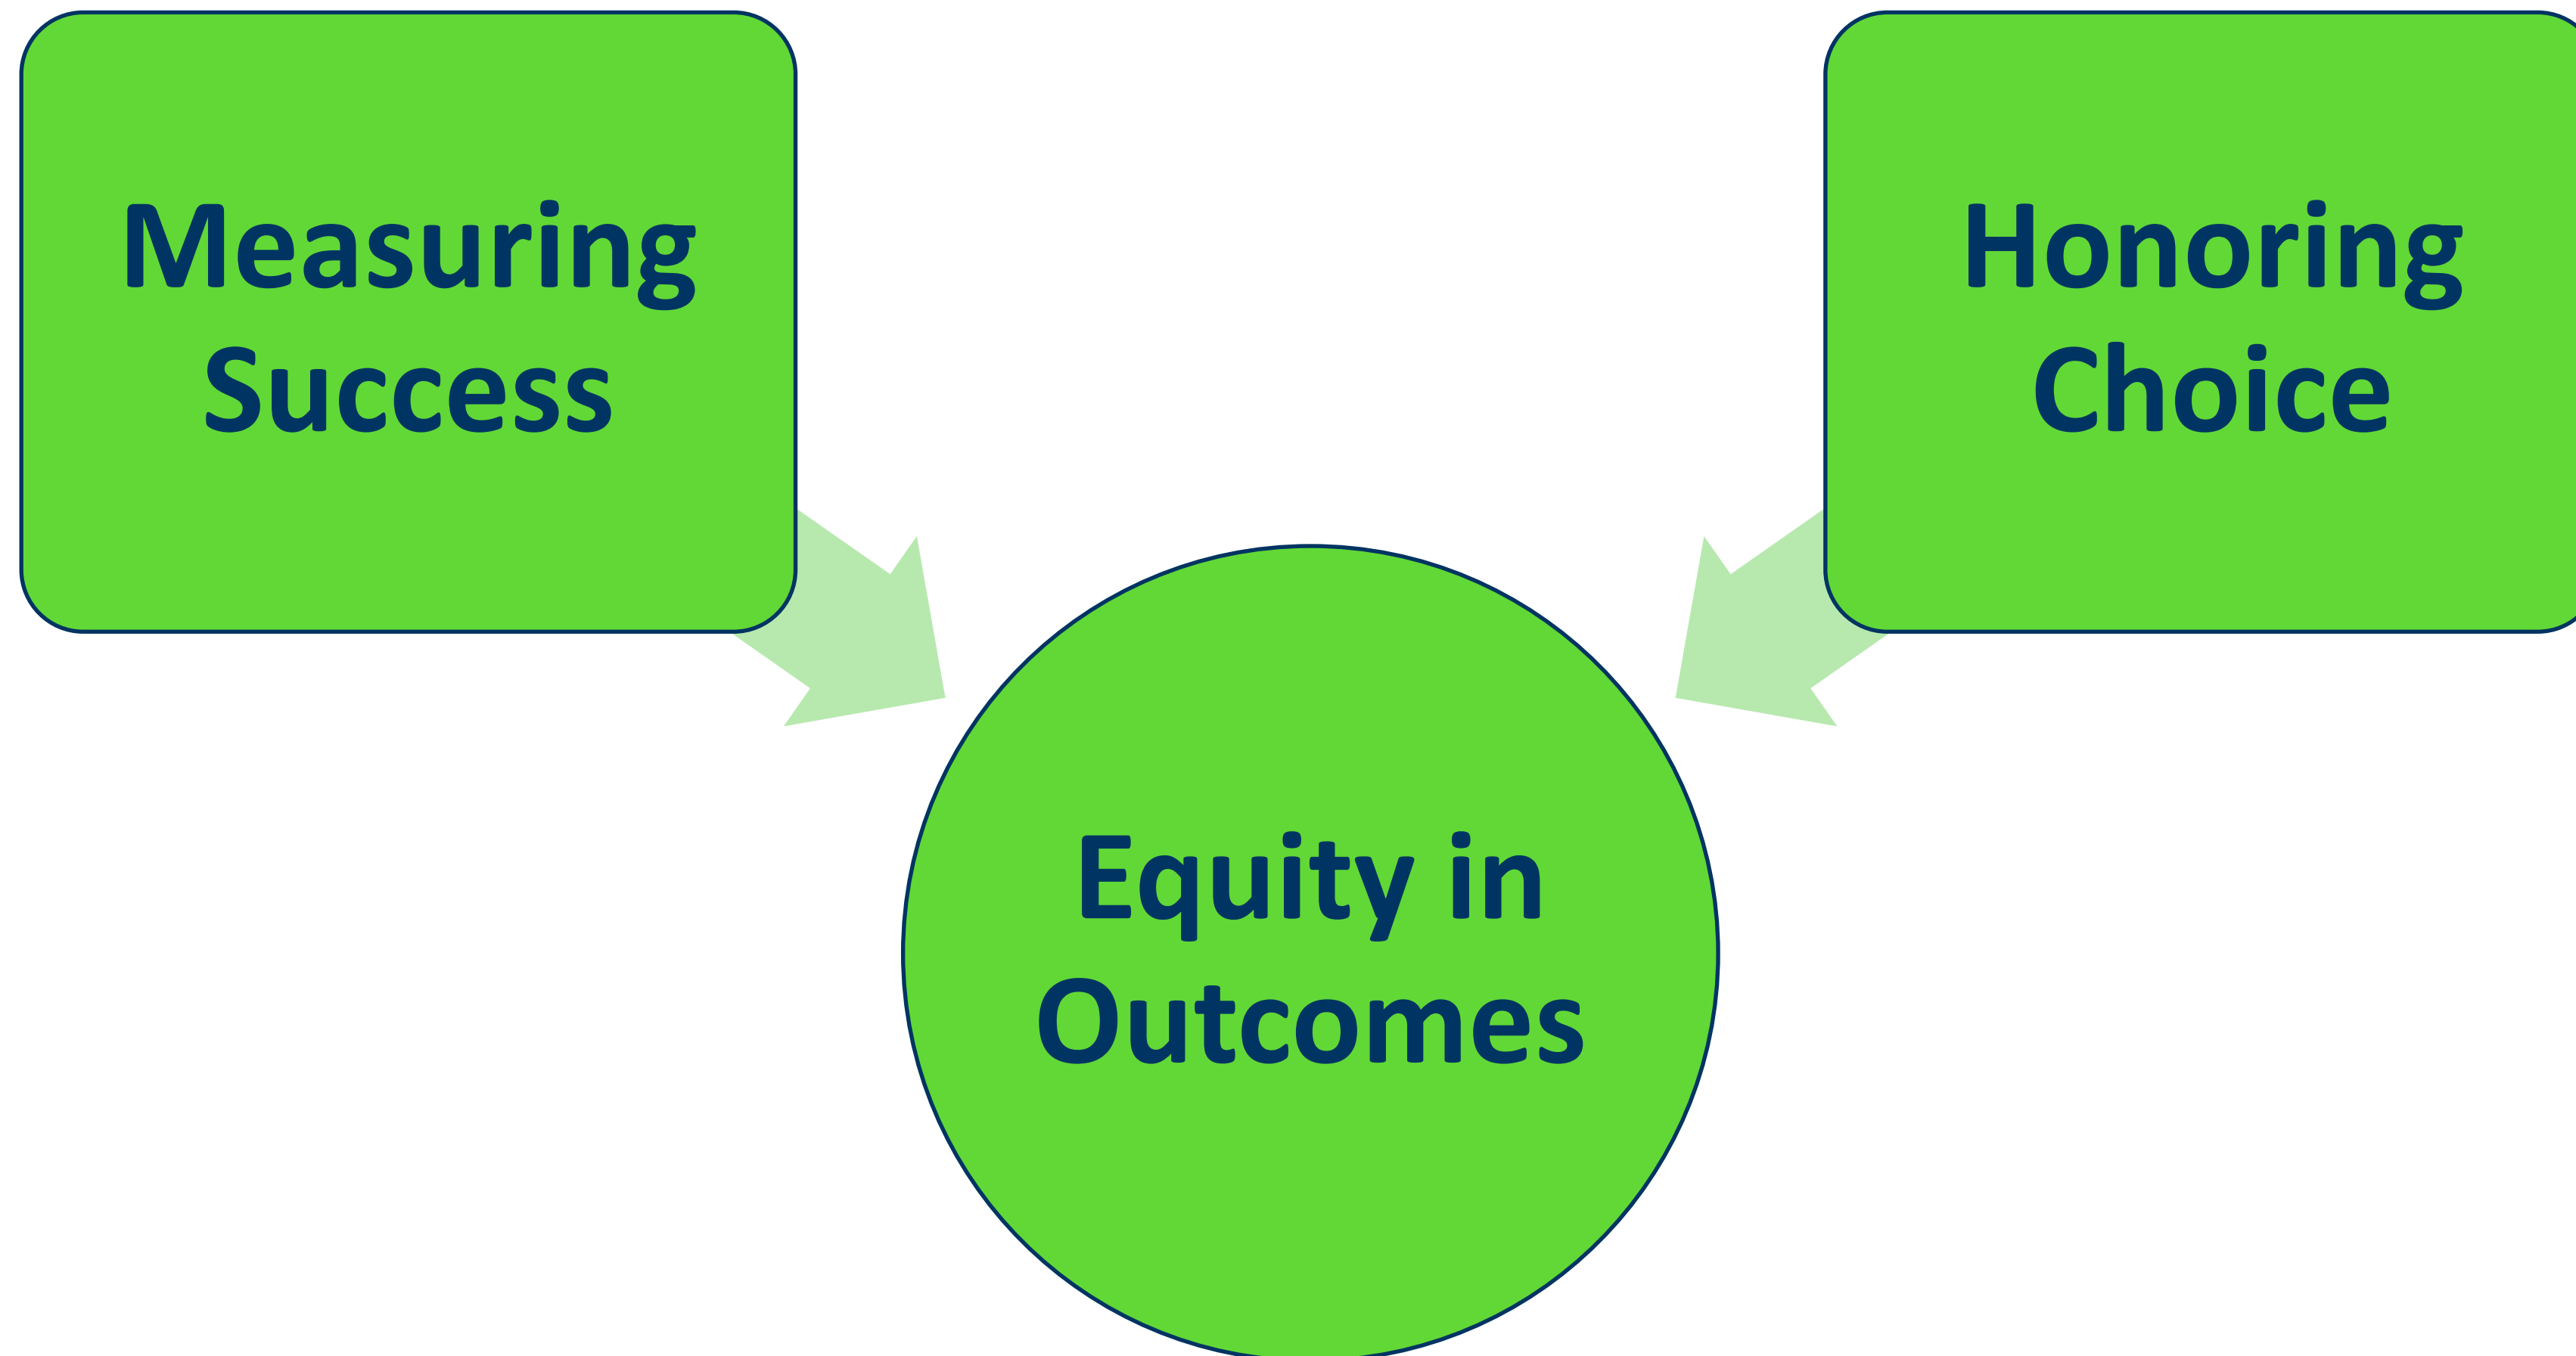 Measuring
Success
Honoring
Choice
Equity in
Outcomes